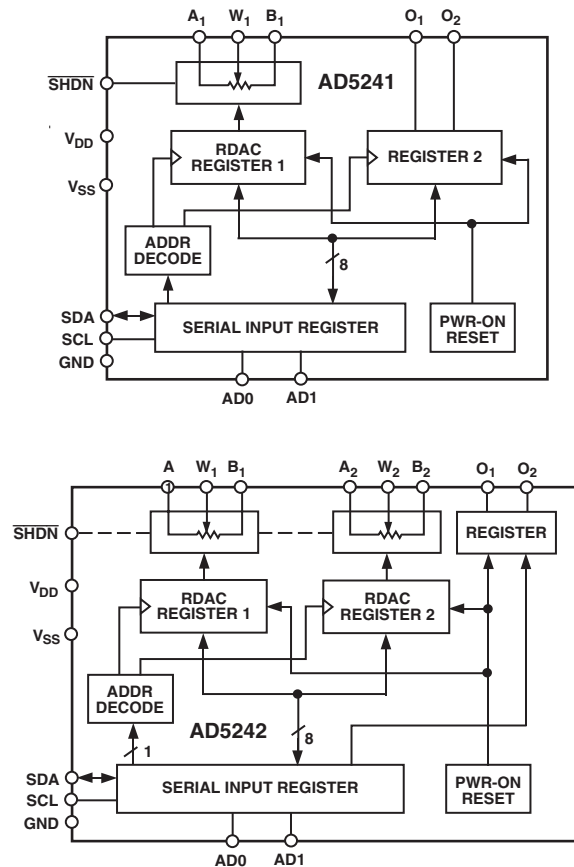 A1 W1 B1 O1 O2
SHDN
AD5241
VDD
RDAC
REGISTER 1
REGISTER 2
VSS
ADDR
DECODE
8
SDA
SERIAL INPUT REGISTER
PWR-ON
RESET
SCL
GND
AD0 AD1
A1 W1 B1 A2 W2 B2 O1 O2
SHDN
REGISTER
VDD
RDAC
REGISTER 1
RDAC
REGISTER 2
VSS
ADDR
DECODE
AD5242
1
8
SDA
SERIAL INPUT REGISTER
PWR-ON
RESET
SCL
GND
AD0 AD1